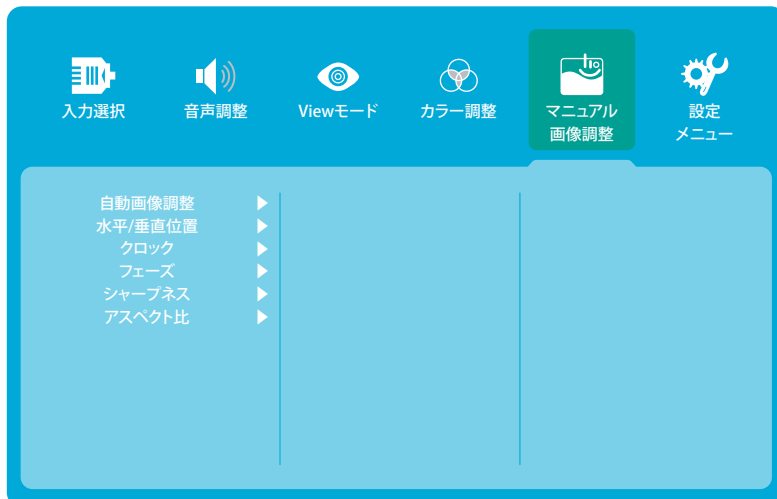 入力選択
音声調整
Viewモード
カラー調整
マニュアル
画像調整
設定
メニュー
自動画像調整
水平/垂直位置
クロック
フェーズ
シャープネス
アスペクト比